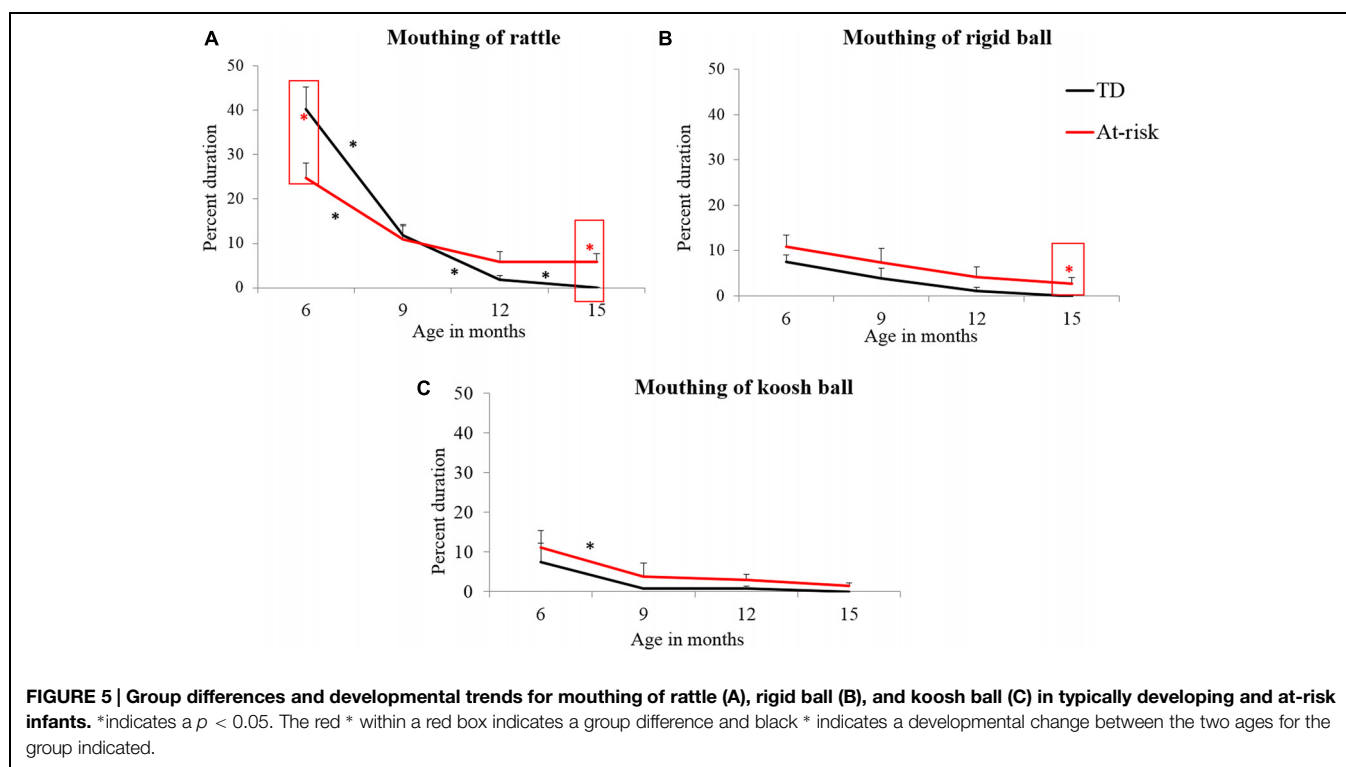 A Mouthing of rattle
50
40
30
20
10
0
Percent duration
*
*
*
*
*
*
6 9 12 15
Age in months
B Mouthing of rigid ball
50
40
30
20
10
0
Percent duration
TD
At-risk
*
6 9 12 15
Age in months
C Mouthing of koosh ball
50
40
30
20
10
0
Percent duration
*
6 9 12 15
Age in months
FIGURE 5 | Group differences and developmental trends for mouthing of rattle (A), rigid ball (B), and koosh ball (C) in typically developing and at-risk
infants. *indicates a p < 0.05. The red * within a red box indicates a group difference and black * indicates a developmental change between the two ages for the
group indicated.